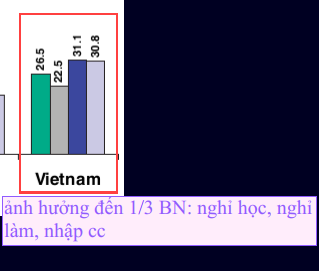 26.5
22.5
31.1
30.8
Vietnam
ảnh hưởng đến 1/3 BN: nghỉ học, nghỉ
làm, nhập cc